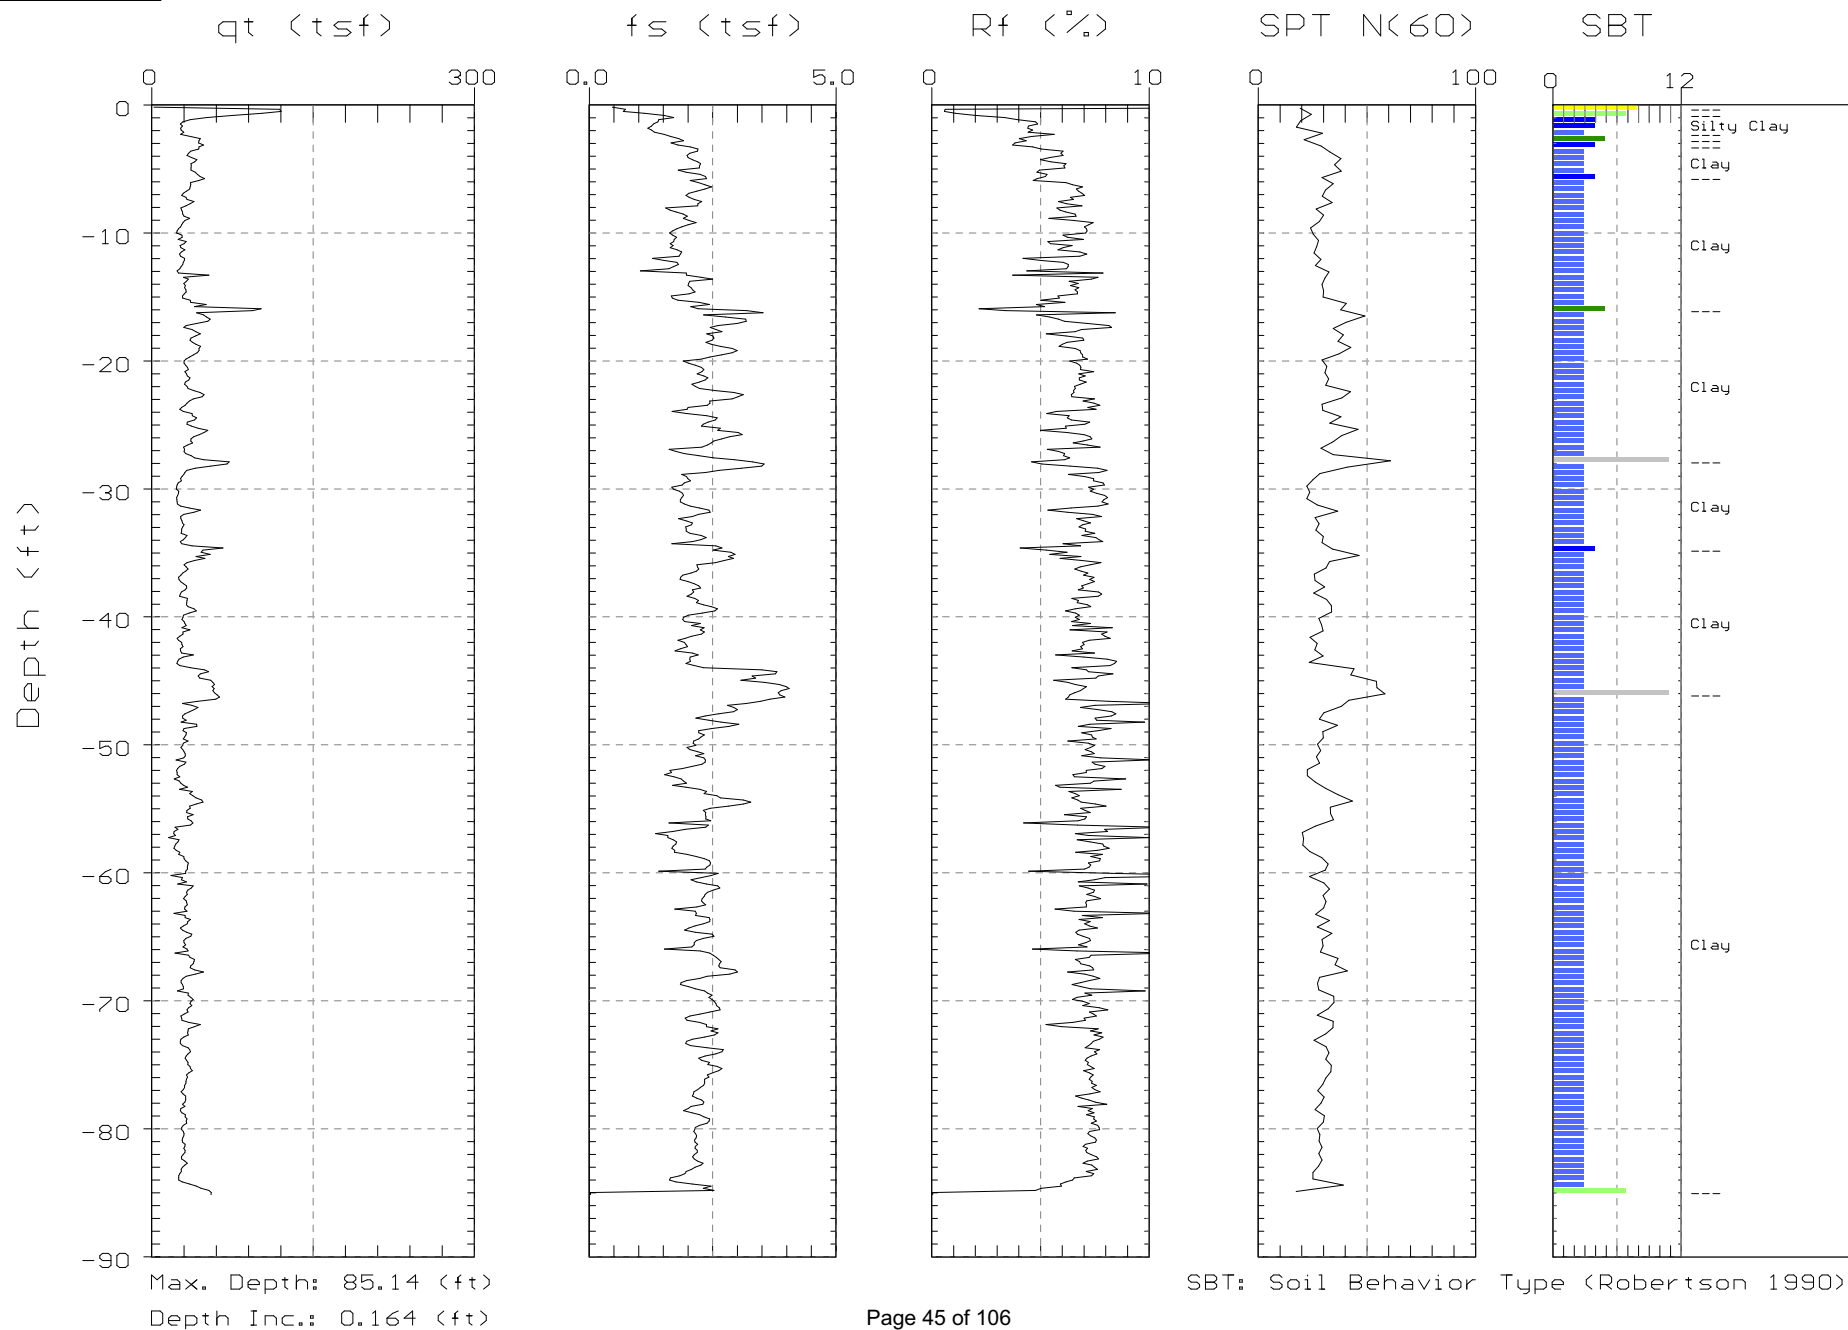 qt (tsf) fs (tsf) Rf (%) SPT N(60) SBT
0 300 0.0 5.0 0 10 0 100 0 12
0
---
---
Silty Clay
---
---
---
Clay
---
-10
Clay
---
-20
Clay
---
-30
Clay
---
Depth (ft)
-40
Clay
---
-50
-60
Clay
-70
-80
---
-90
Max. Depth: 85.14 (ft)
SBT: Soil Behavior Type (Robertson 1990)
Depth Inc.: 0.164 (ft)
Page 45 of 106